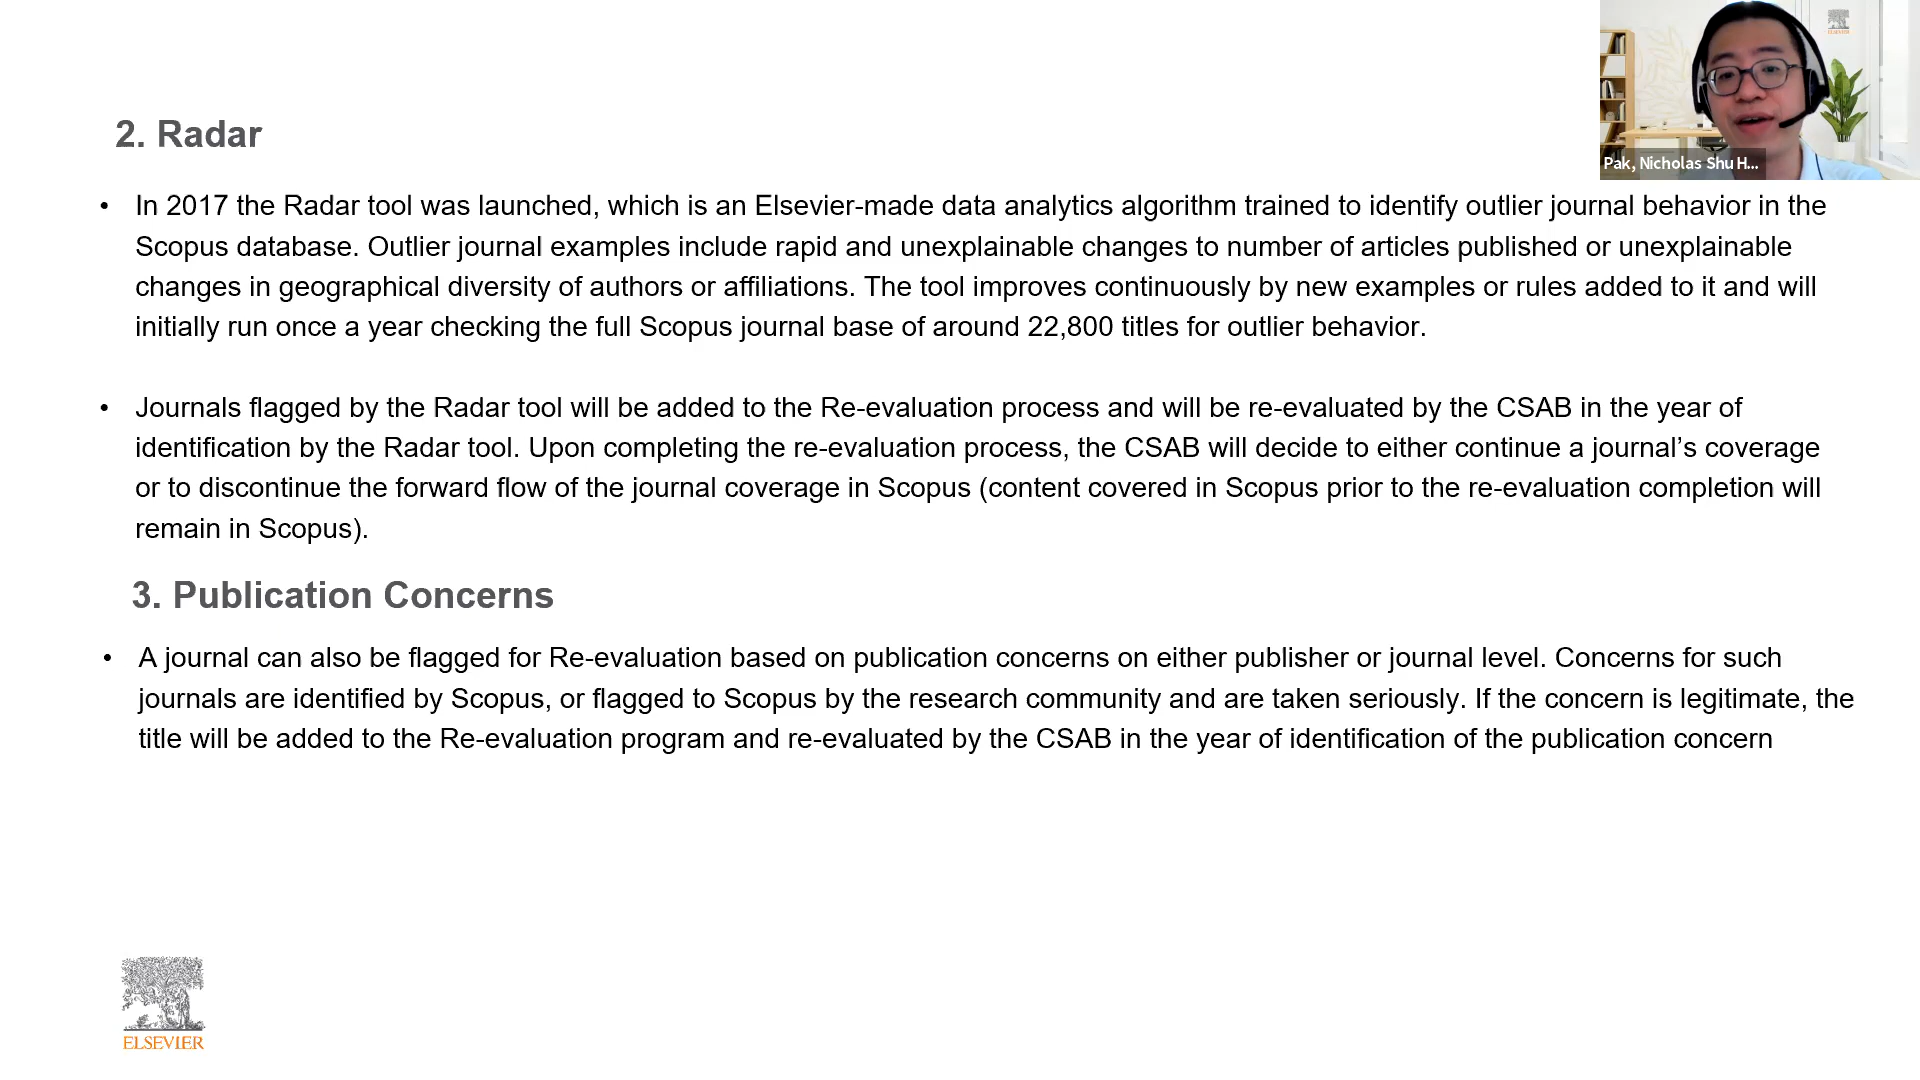 2. Radar
• In 2017 the Radar tool was launched, which is an Elsevier-made data analytics algorithm trained to identify outlier journal behavior in the
Scopus database. Outlier journal examples include rapid and unexplainable changes to number of articles published or unexplainable
changes in geographical diversity of authors or affiliations. The tool improves continuously by new examples or rules added to it and will
initially run once a year checking the full Scopus journal base of around 22,800 titles for outlier behavior.
• Journals flagged by the Radar tool will be added to the Re-evaluation process and will be re-evaluated by the CSAB in the year of
identification by the Radar tool. Upon completing the re-evaluation process, the CSAB will decide to either continue a journal’s coverage
or to discontinue the forward flow of the journal coverage in Scopus (content covered in Scopus prior to the re-evaluation completion will
remain in Scopus).
3. Publication Concerns
• A journal can also be flagged for Re-evaluation based on publication concerns on either publisher or journal level. Concerns for such
journals are identified by Scopus, or flagged to Scopus by the research community and are taken seriously. If the concern is legitimate, the
title will be added to the Re-evaluation program and re-evaluated by the CSAB in the year of identification of the publication concern
ELSEVIER
Pak, Nicholas Shu H...
ELSEVIER